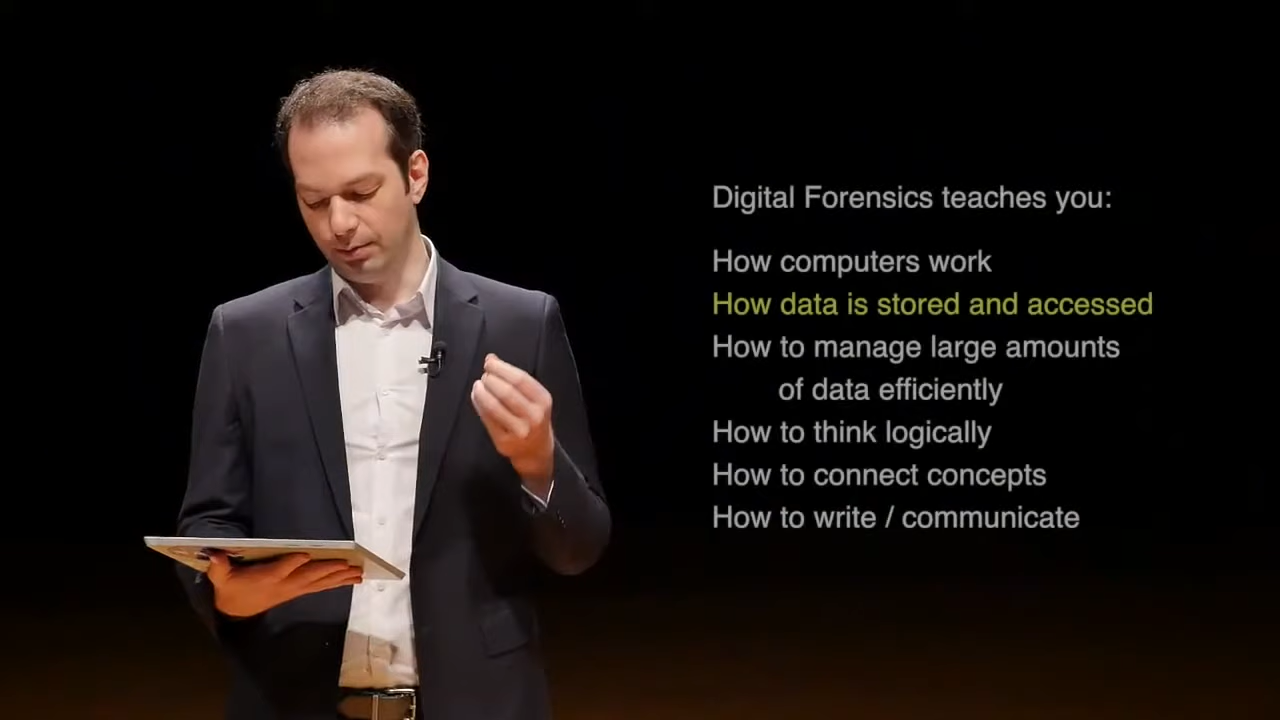 Digital Forensics teaches you:
How computers work
How data is stored and accessed
How to manage large amounts
of data efficiently
How to think logically
How to connect concepts
How to write / communicate